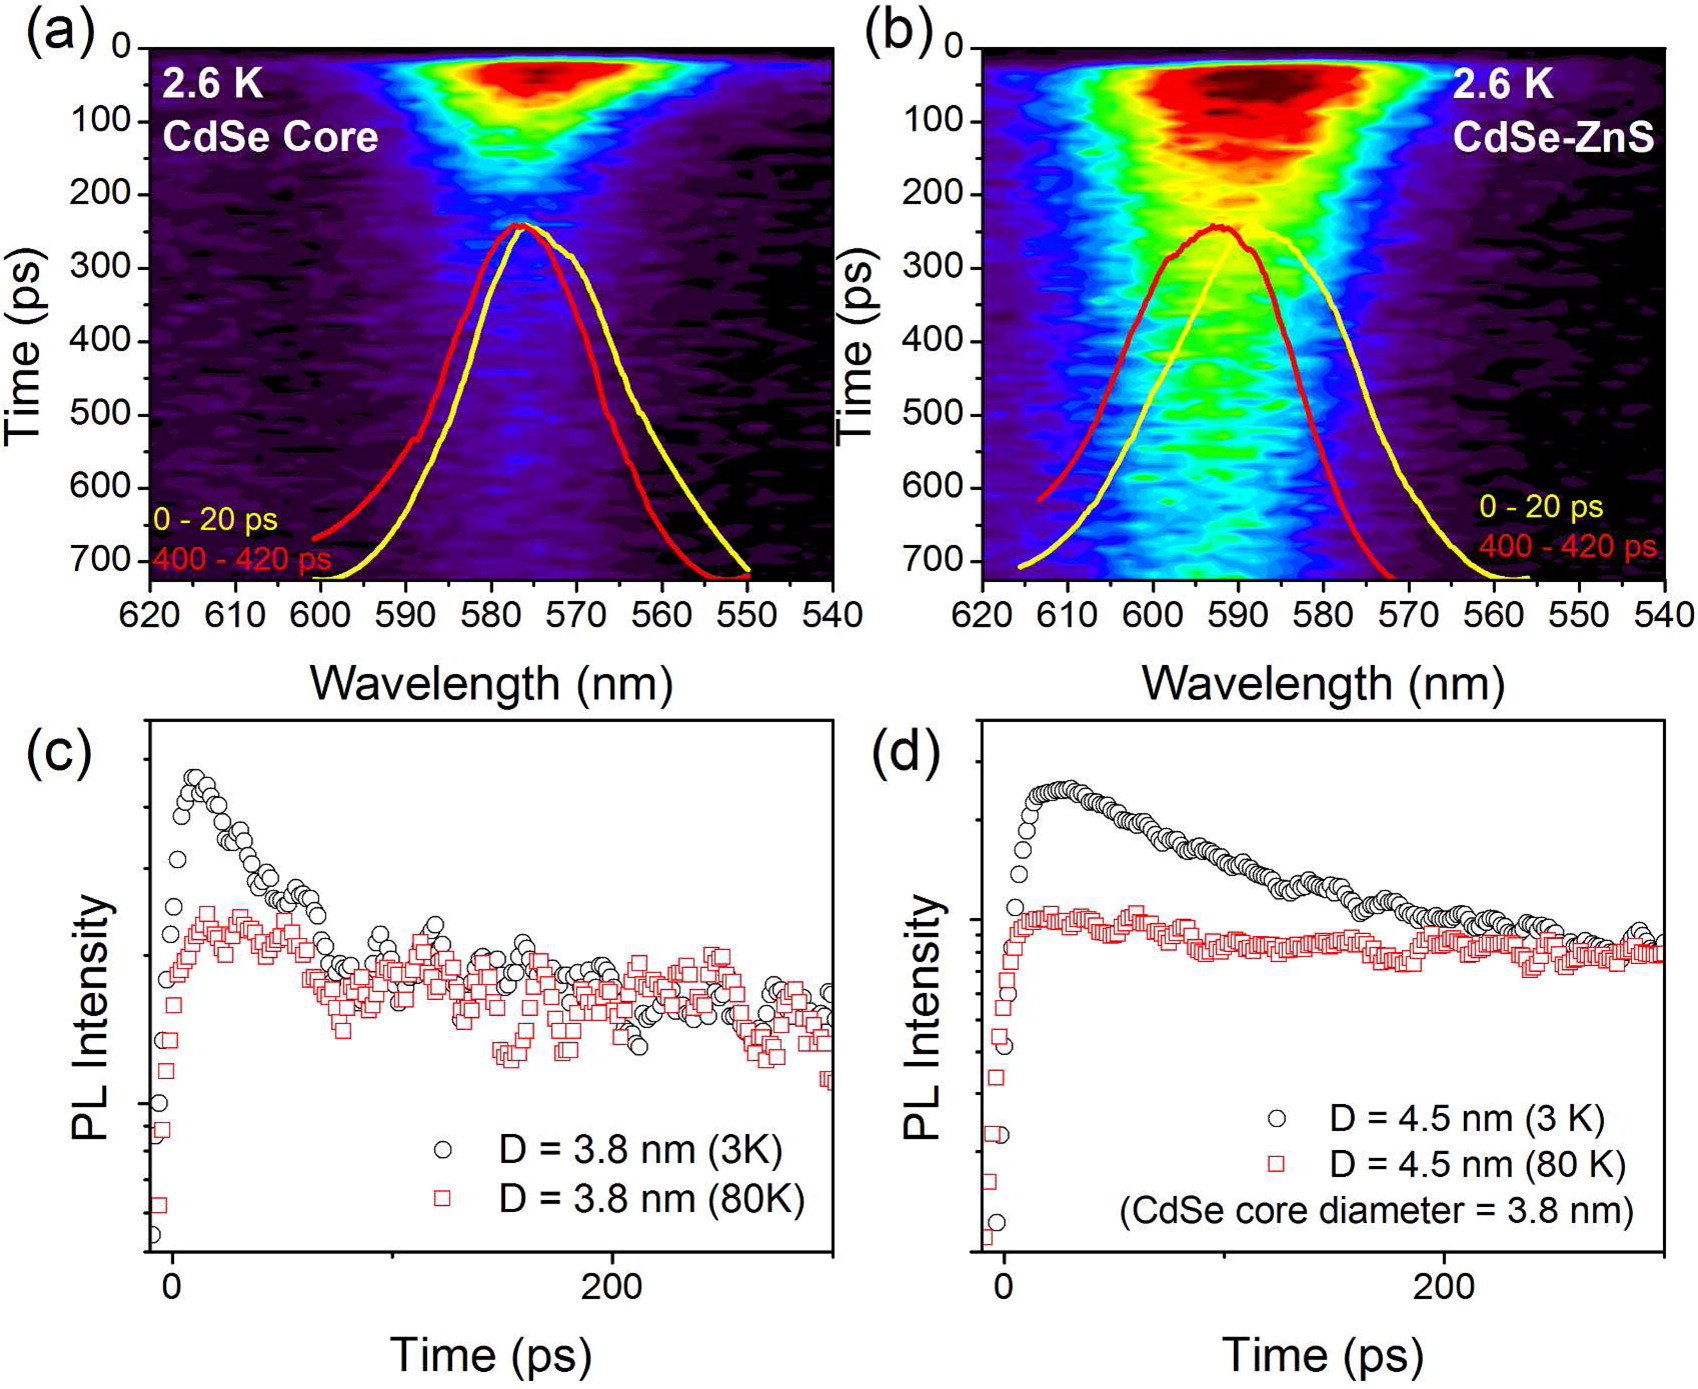 (a)
0
100
200
300
400
500
600
700
Time (ps)
2.6 K
CdSe Core
0 - 20 ps
400 - 420 ps
620 610 600 590 580 570 560 550 540
Wavelength (nm)
(b)
0
100
200
300
400
500
600
700
Time (ps)
2.6 K
CdSe-ZnS
0 - 20 ps
400 - 420 ps
620 610 600 590 580 570 560 550 540
Wavelength (nm)
(c)
PL Intensity
D = 3.8 nm (3K)
D = 3.8 nm (80K)
0 200
Time (ps)
(d)
PL Intensity
D = 4.5 nm (3 K)
D = 4.5 nm (80 K)
(CdSe core diameter = 3.8 nm)
0 200
Time (ps)